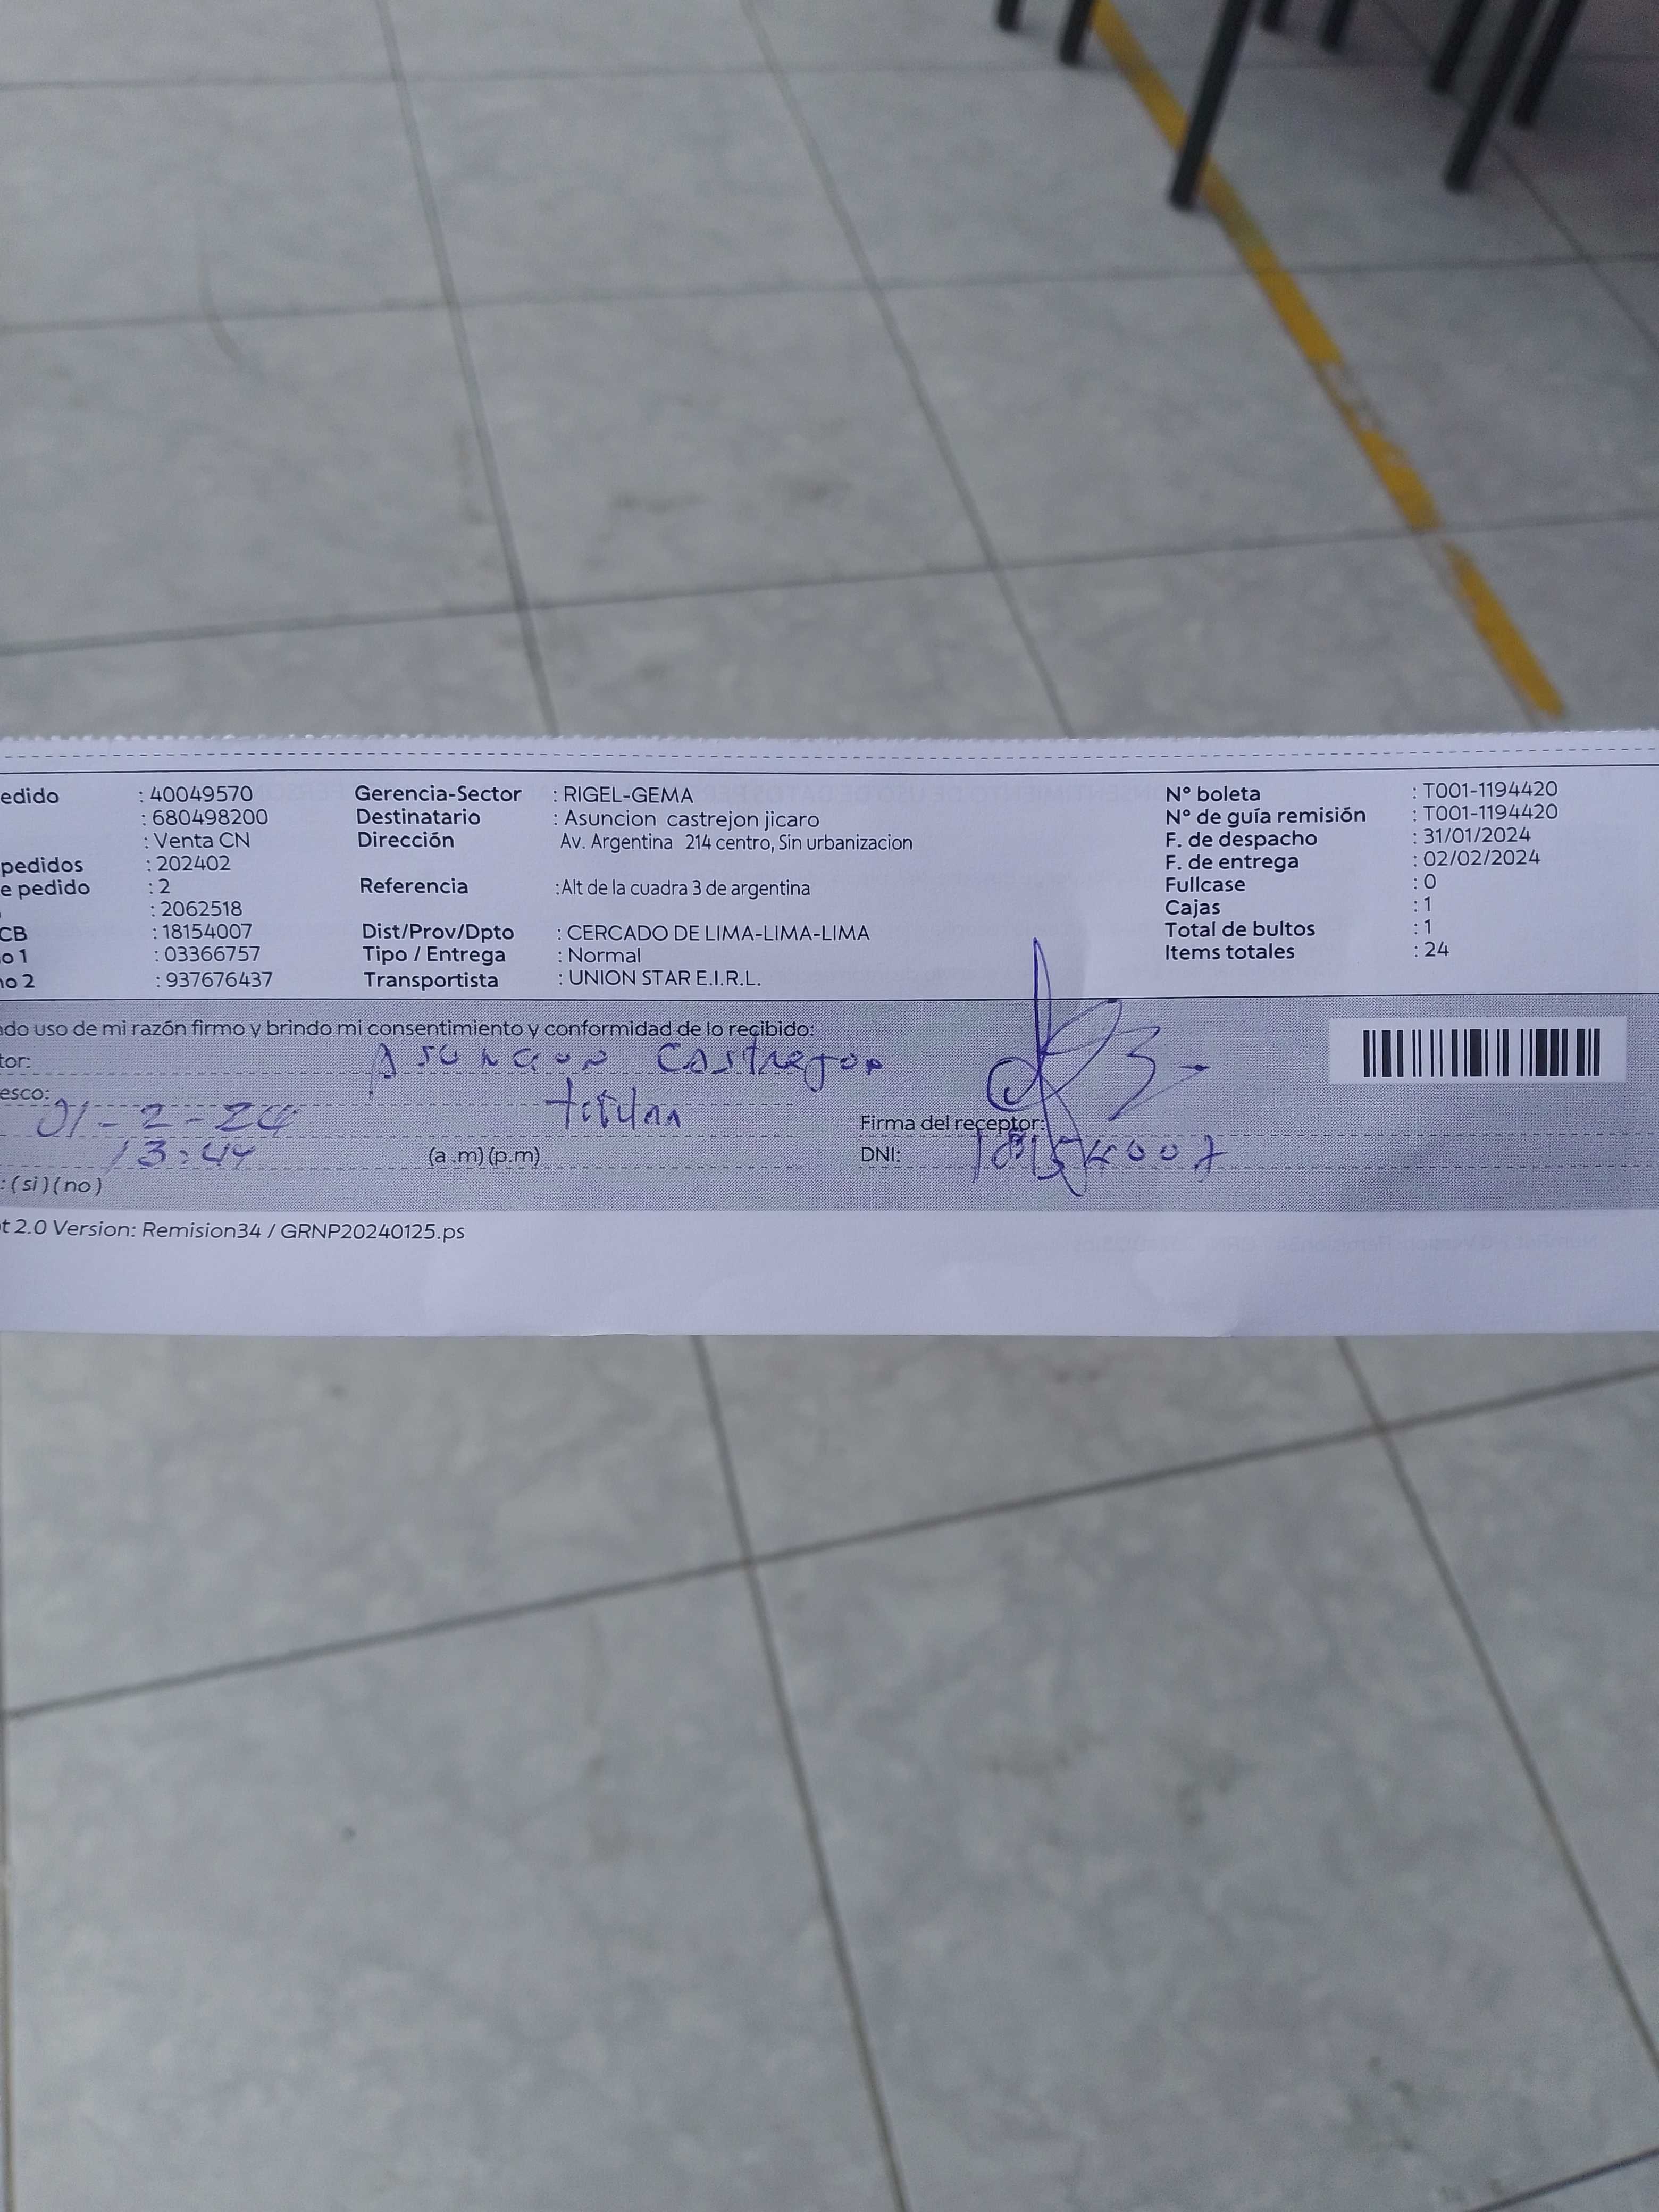 edido : 40049570 Gerencia-Sector : RIGEL-GEMA Nº boleta : T001-1194420
: 680498200 Destinatario : Asuncion castrejon jicaro Nº de guía remisión : T001-1194420
: Venta CN Dirección Av. Argentina 214 centro, Sin urbanizacion F. de despacho : 31/01/2024
pedidos : 202402 F. de entrega : 02/02/2024
e pedido : 2 Referencia :Alt de la cuadra 3 de argentina Fullcase : 0
: 2062518 Cajas : 1
CB : 18154007 Dist/Prov/Dpto : CERCADO DE LIMA-LIMA-LIMA Total de bultos : 1
o 1 : 03366757 Tipo / Entrega : Normal Items totales : 24
no 2 : 937676437 Transportista : UNION STAR E.I.R.L.
do uso de mi razón firmo y brindo mi consentimiento y conformidad de lo recibido:
tor: Asuncion Castrejon
esco: titular
01-2-24 Firma del receptor:
13:44 (a .m) (p.m) DNI: 18154007
: (si) (no)
t 2.0 Version: Remision34 / GRNP20240125.ps